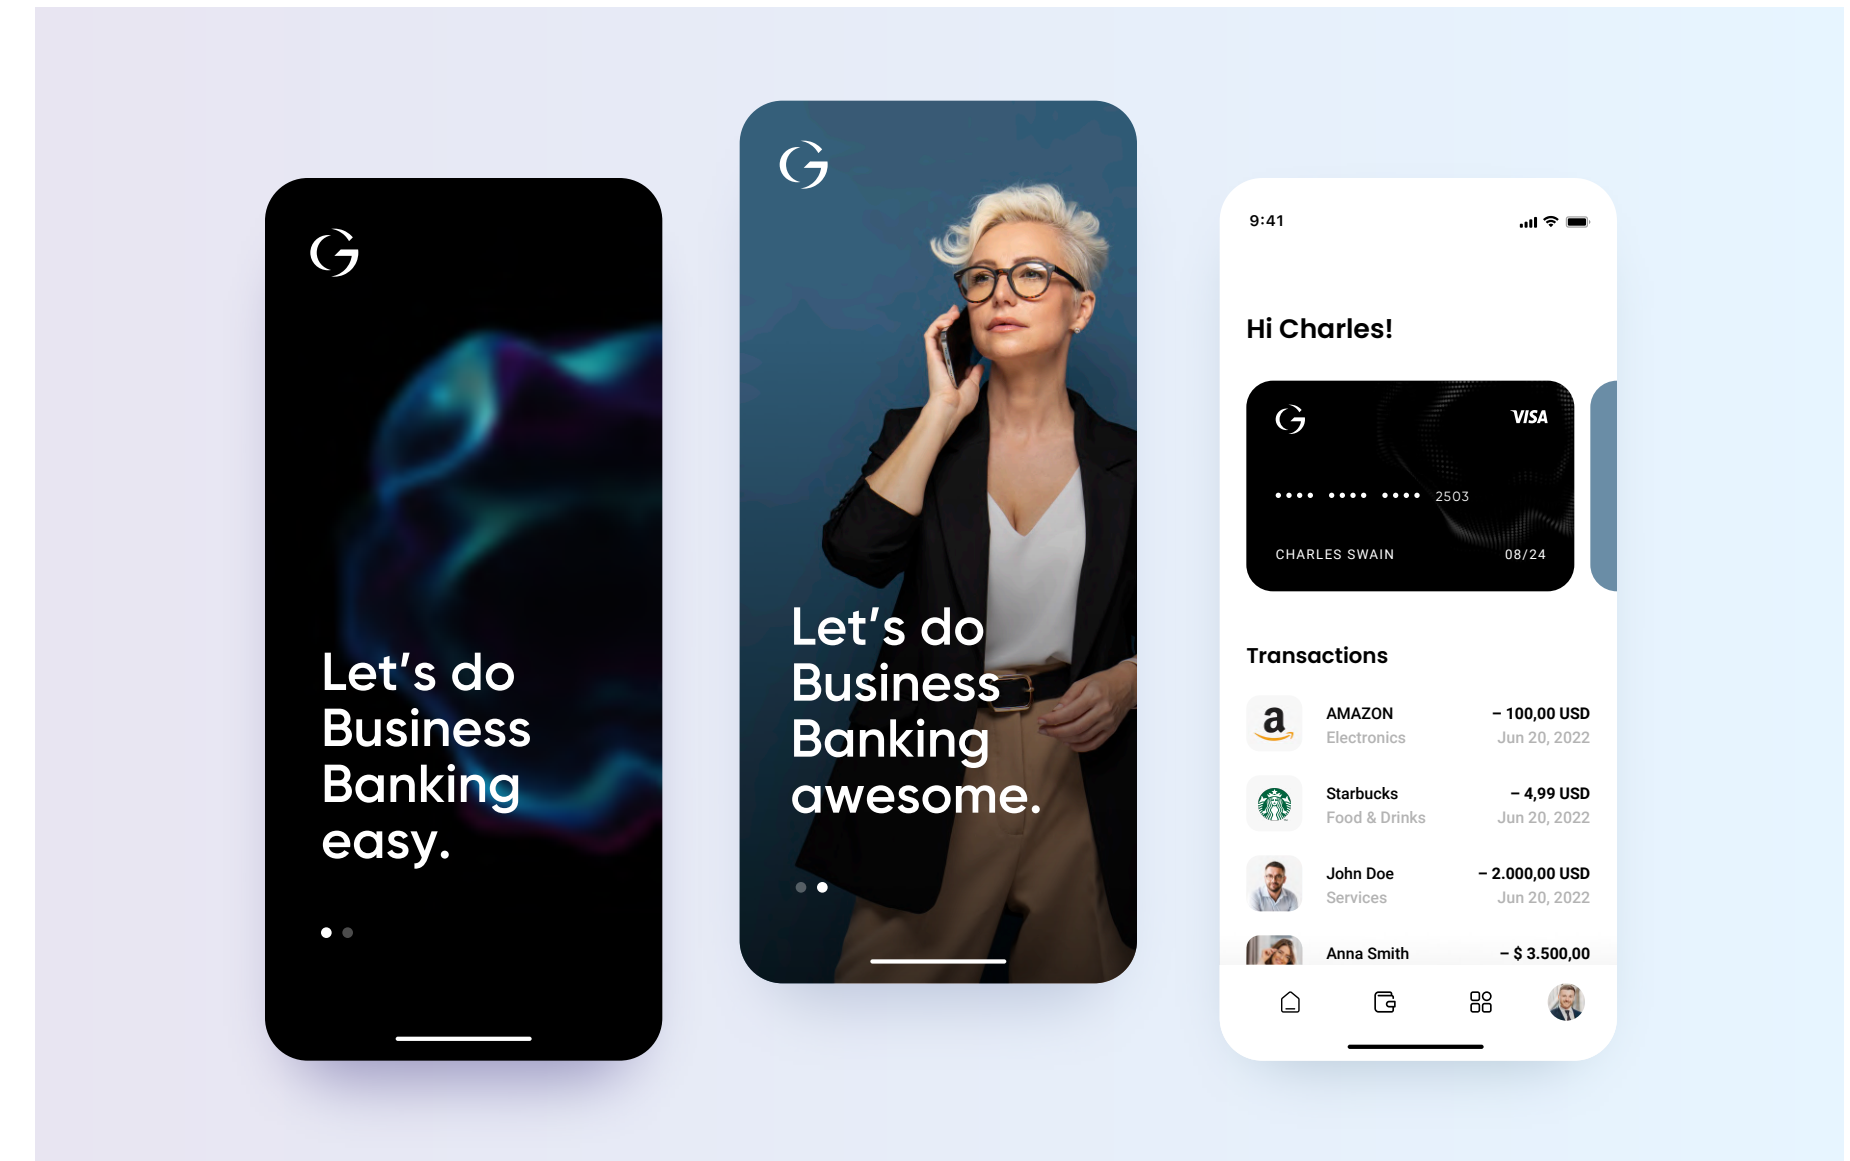 Let's do
Business
Banking
easy.
Let's do
Business
Banking
awesome.
9:41
Hi Charles!
VISA
•••• •••• •••• 2503
CHARLES SWAIN 08/24
Transactions
AMAZON – 100,00 USD
Electronics Jun 20, 2022
Starbucks – 4,99 USD
Food & Drinks Jun 20, 2022
John Doe – 2.000,00 USD
Services Jun 20, 2022
Anna Smith – $ 3.500,00